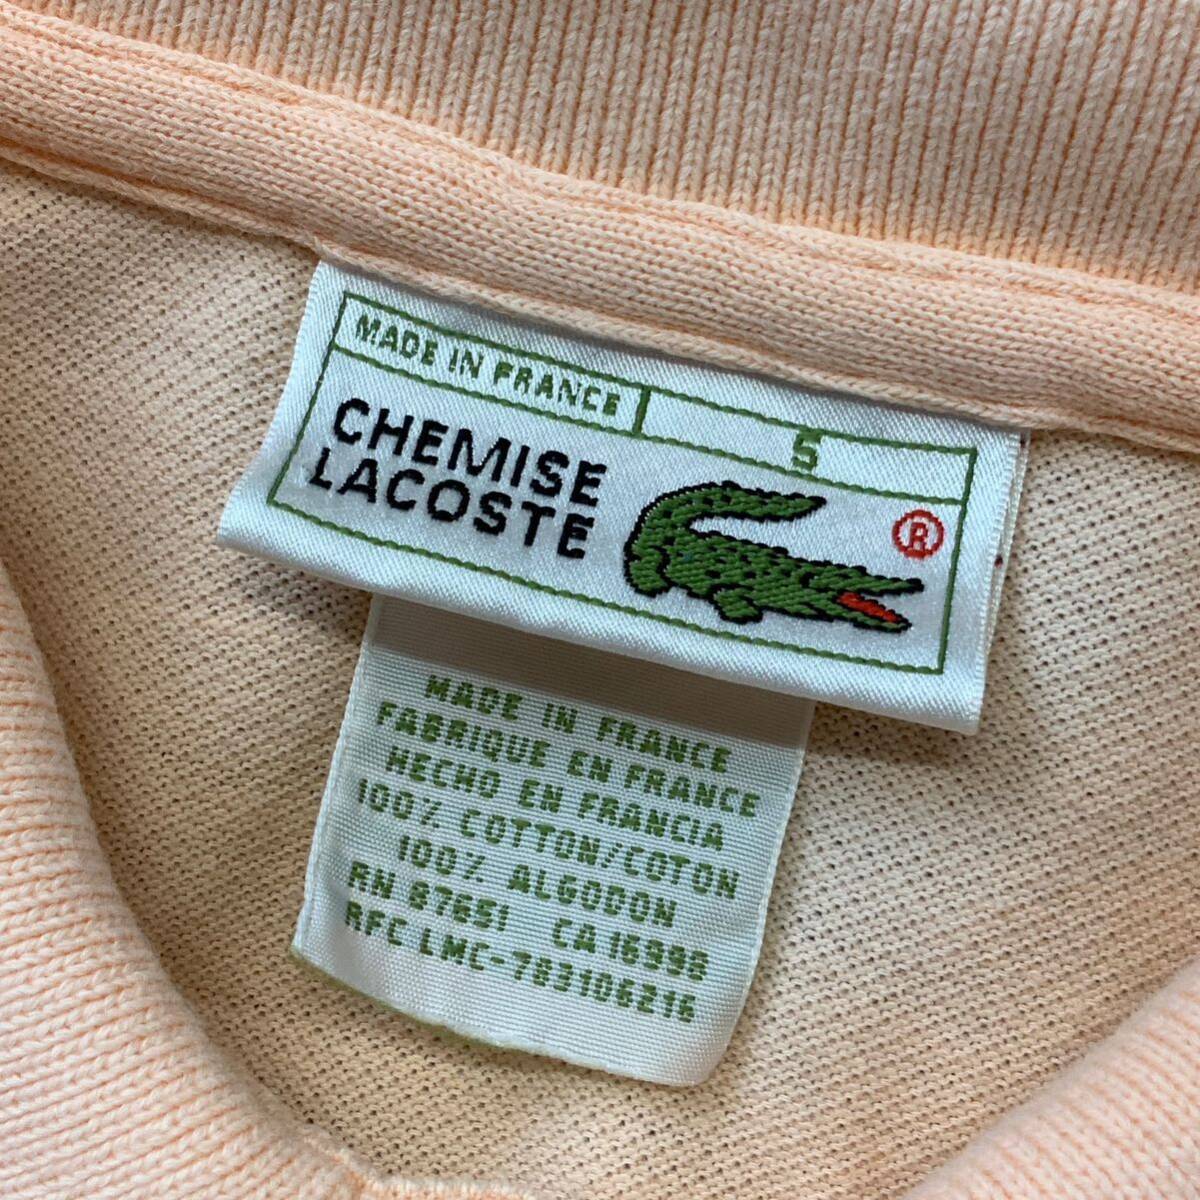 MADE IN FRANCE 5
CHEMISE
LACOSTE
®
MADE IN FRANCE
FABRIQUE EN FRANCE
HECHO EN FRANCIA
100% COTTON/COTON
100% ALGODON
RN 87651 CA 16998
RFC LMC-783106216